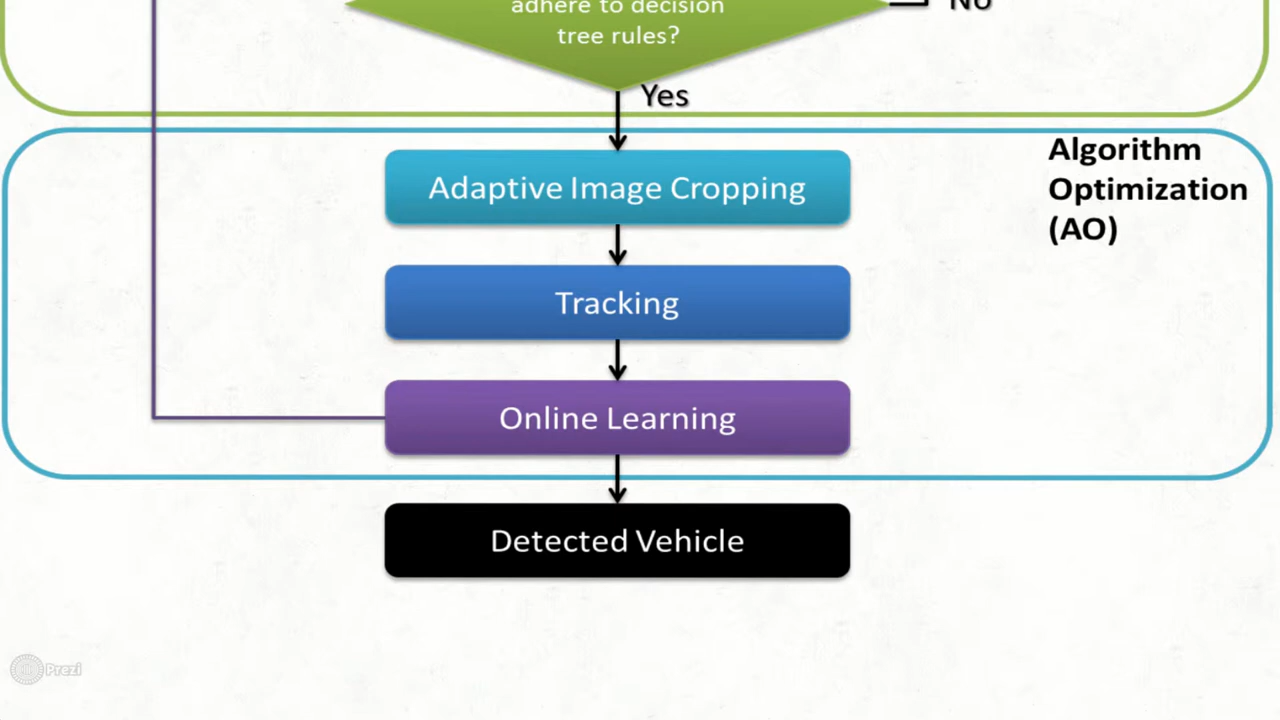 adhere to decision
tree rules?
No
Yes
Algorithm
Optimization
(AO)
Adaptive Image Cropping
Tracking
Online Learning
Detected Vehicle
Prezi